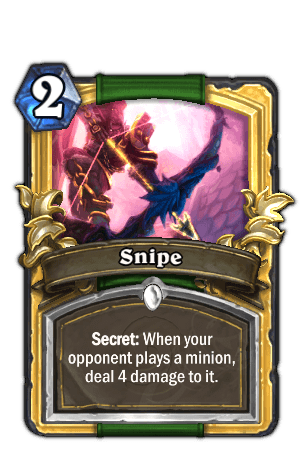 2
Snipe
Secret: When your
opponent plays a minion,
deal 4 damage to it.